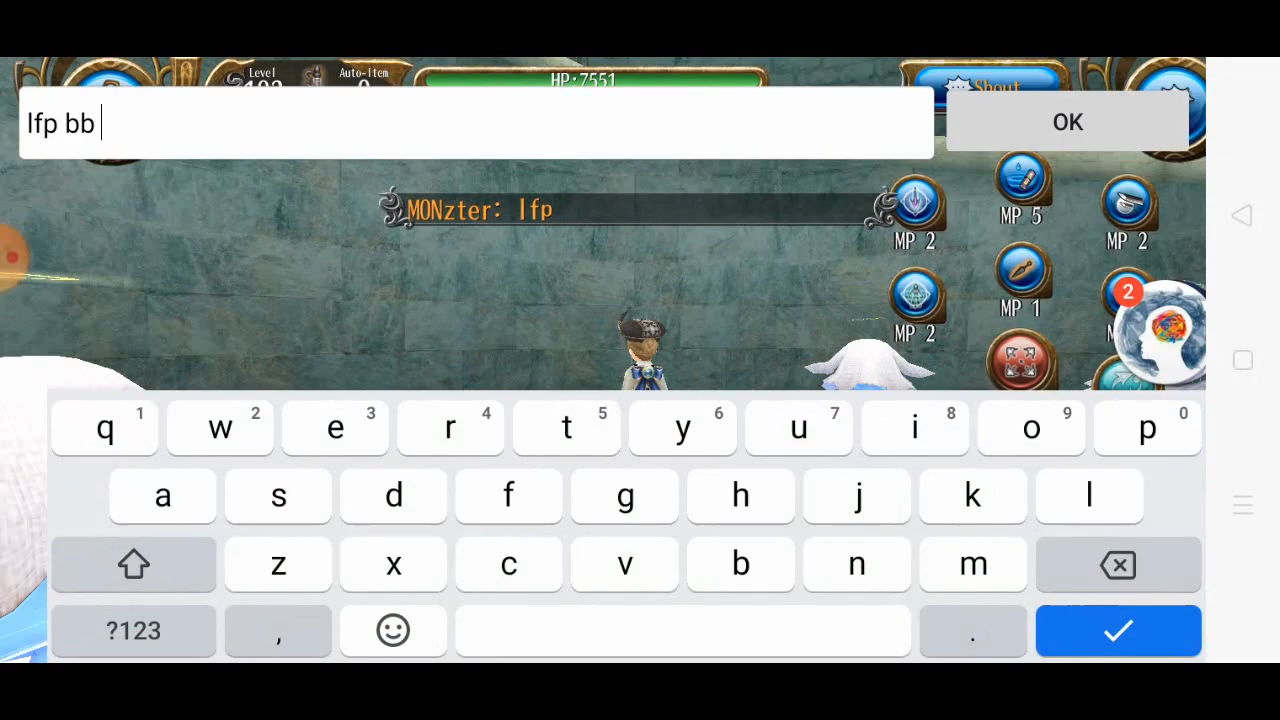 Level
Auto-Item
HP:7551
Shout
lfp bb
OK
MONzter: lfp
MP 2
MP 5
MP 2
MP 2
MP 1
2
q 1 w 2 e 3 r 4 t 5 y 6 u 7 i 8 o 9 p 0
a s d f g h j k l
z x c v b n m
?123 , .